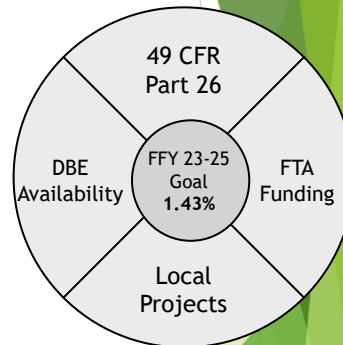 49 CFR
Part 26
DBE
Availability
FFY 23-25
Goal
1.43%
FTA
Funding
Local
Projects